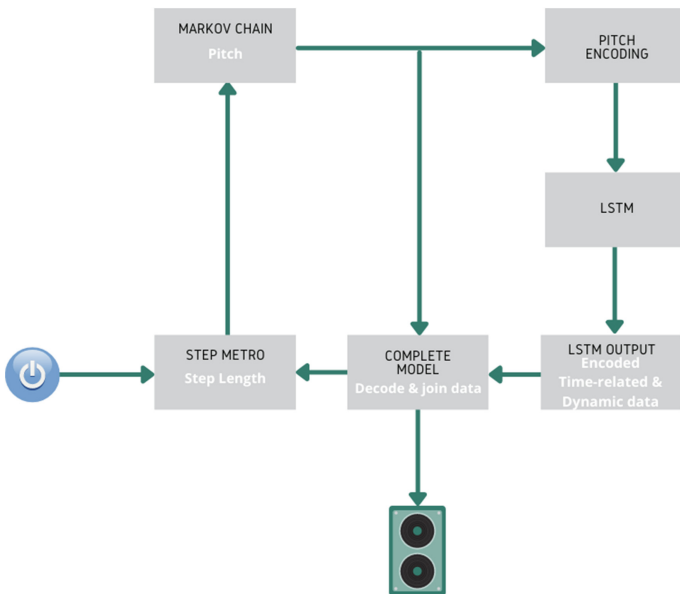 MARKOV CHAIN
Pitch
PITCH
ENCODING
LSTM
STEP METRO
Step Length
COMPLETE
MODEL
Decode & join data
LSTM OUTPUT
Encoded
Time-related &
Dynamic data